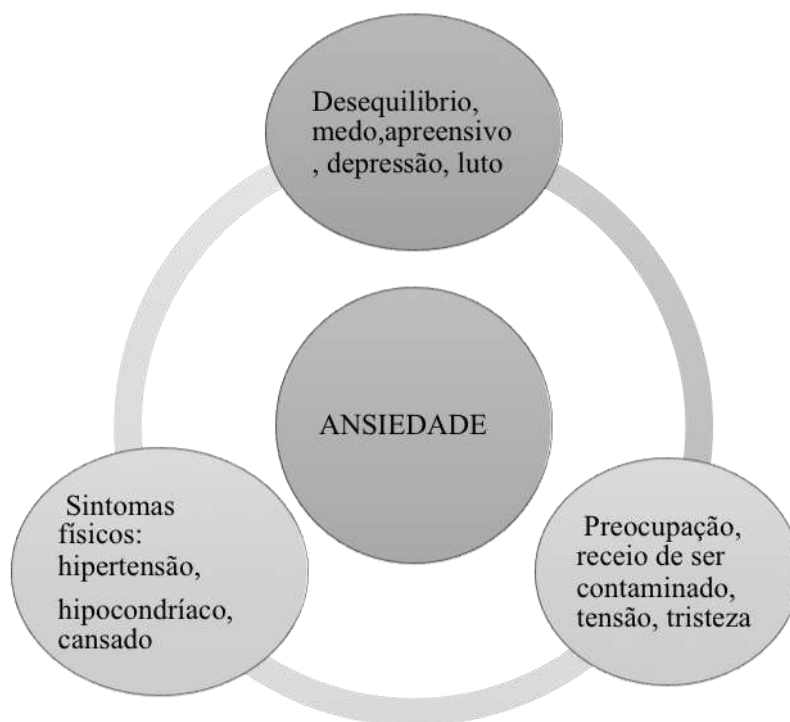 Desequilibrio,
medo,apreensivo
, depressão, luto
ANSIEDADE
Sintomas
físicos:
hipertensão,
hipocondríaco,
cansado
Preocupação,
receio de ser
contaminado,
tensão, tristeza